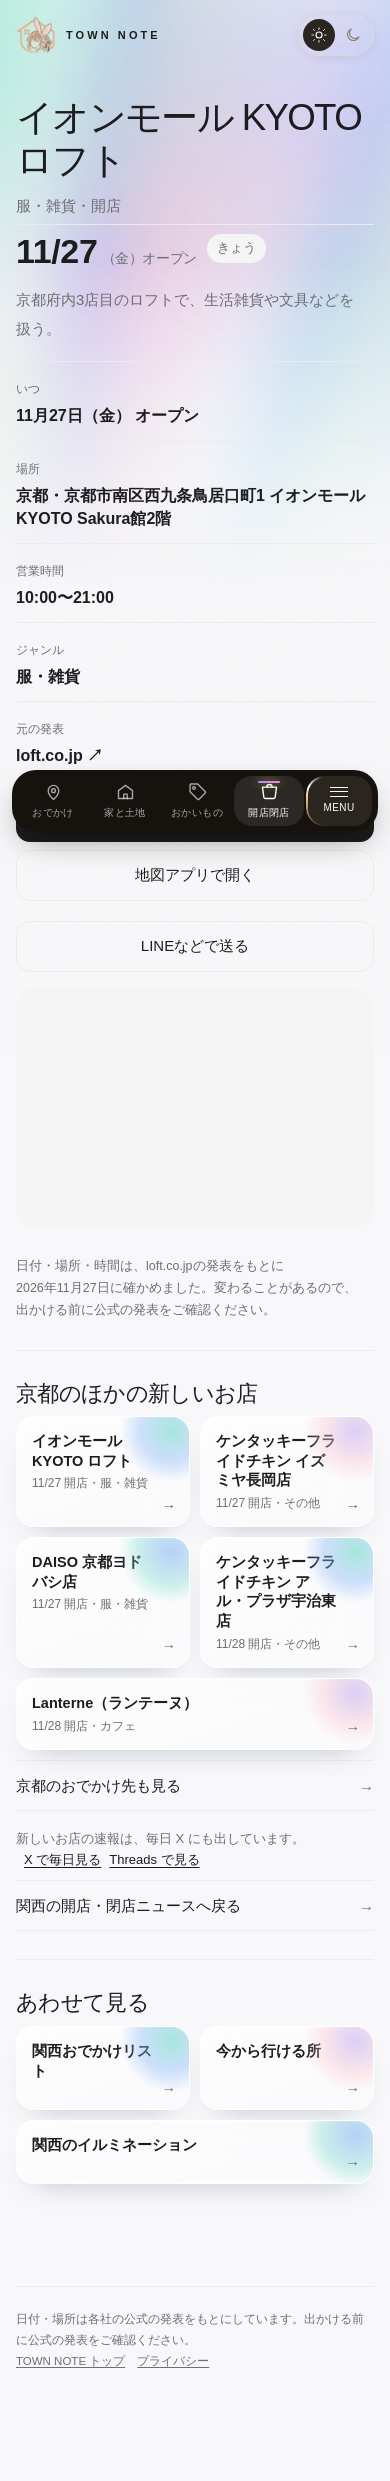 TOWN NOTE
イオンモール KYOTO
ロフト
服・雑貨・開店
11/27 （金）オープン きょう
京都府内3店目のロフトで、生活雑貨や文具などを
扱う。
いつ
11月27日（金） オープン
場所
京都・京都市南区西九条鳥居口町1 イオンモール
KYOTO Sakura館2階
営業時間
10:00〜21:00
ジャンル
服・雑貨
元の発表
loft.co.jp ↗
おでかけ 家と土地 おかいもの 開店閉店 MENU
地図アプリで開く
LINEなどで送る
日付・場所・時間は、loft.co.jpの発表をもとに
2026年11月27日に確かめました。変わることがあるので、
出かける前に公式の発表をご確認ください。
京都のほかの新しいお店
イオンモール
KYOTO ロフト
11/27 開店・服・雑貨
→
ケンタッキーフラ
イドチキン イズ
ミヤ長岡店
11/27 開店・その他
→
DAISO 京都ヨド
バシ店
11/27 開店・服・雑貨
→
ケンタッキーフラ
イドチキン ア
ル・プラザ宇治東
店
11/28 開店・その他
→
Lanterne（ランテーヌ）
11/28 開店・カフェ
→
京都のおでかけ先も見る →
新しいお店の速報は、毎日 X にも出しています。
X で毎日見る Threads で見る
関西の開店・閉店ニュースへ戻る →
あわせて見る
関西おでかけリス
ト
→
今から行ける所
→
関西のイルミネーション
→
日付・場所は各社の公式の発表をもとにしています。出かける前
に公式の発表をご確認ください。
TOWN NOTE トップ プライバシー